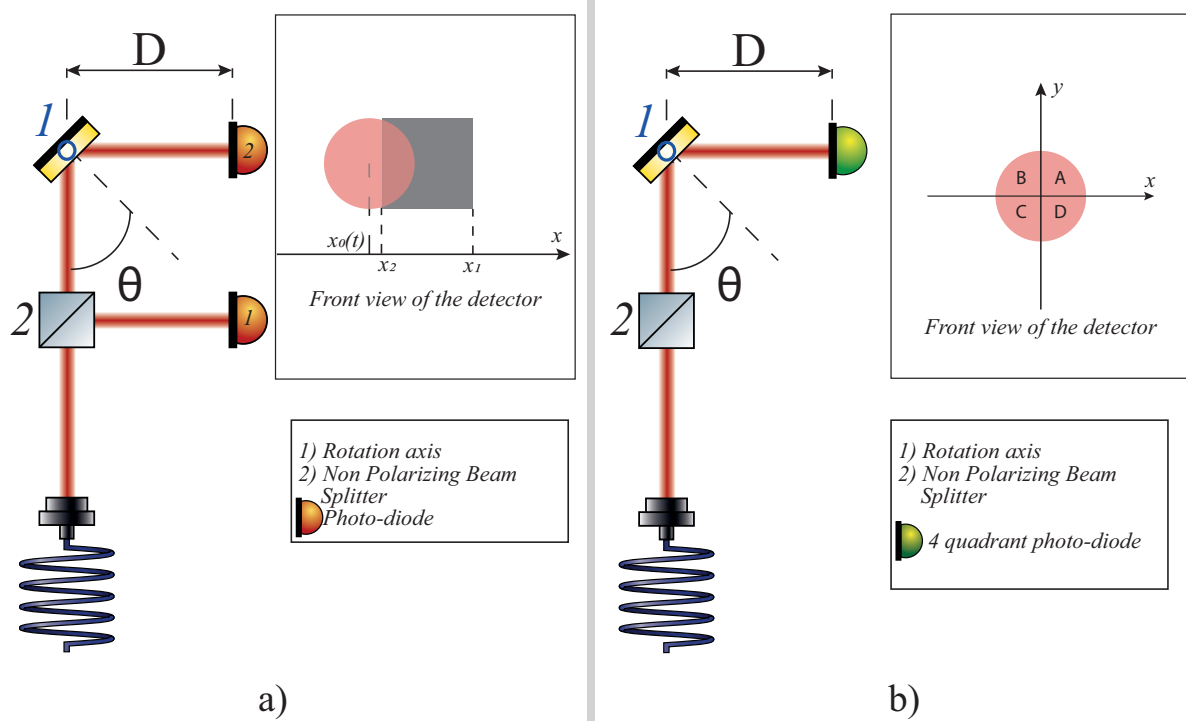 D
1
2
x₀(t)
x₂
x₁
x
Front view of the detector
θ
2
1
1) Rotation axis
2) Non Polarizing Beam
Splitter
Photo-diode
a)
D
1
y
B
A
x
C
D
Front view of the detector
θ
2
1) Rotation axis
2) Non Polarizing Beam
Splitter
4 quadrant photo-diode
b)